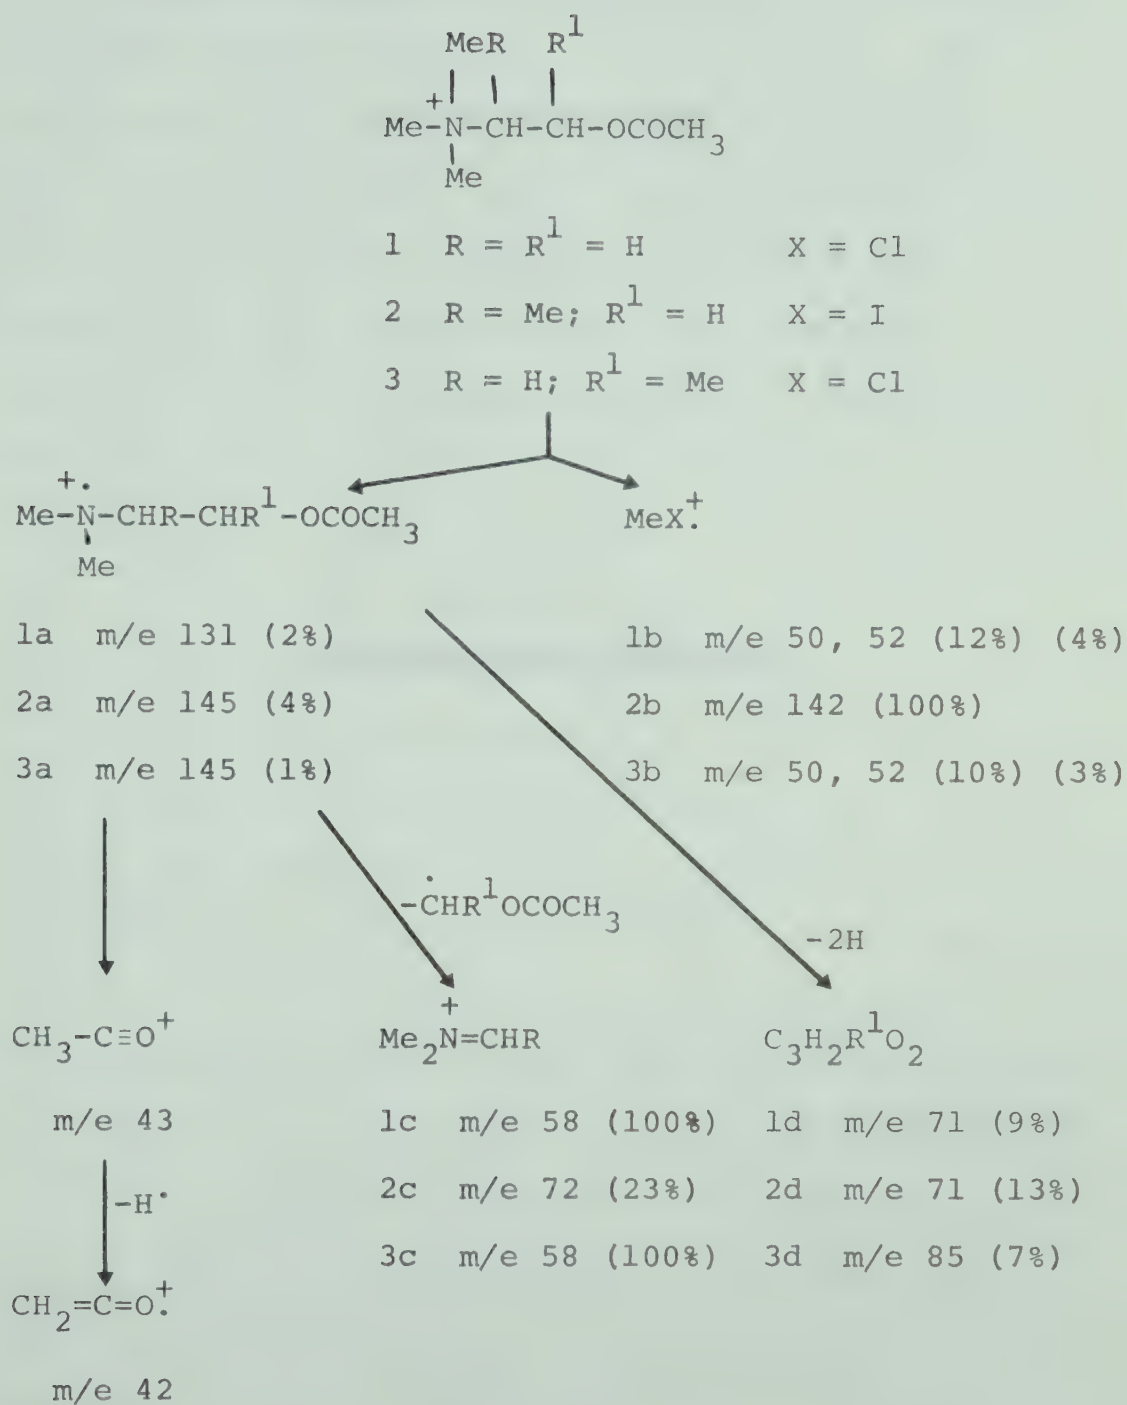 MeR R¹
+
Me-N-CH-CH-OCOCH₃
Me
1 R = R¹ = H X = Cl
2 R = Me; R¹ = H X = I
3 R = H; R¹ = Me X = Cl
+·
Me-N-CHR-CHR¹-OCOCH₃
Me
MeX⁺·
1a m/e 131 (2%)
2a m/e 145 (4%)
3a m/e 145 (1%)
1b m/e 50, 52 (12%) (4%)
2b m/e 142 (100%)
3b m/e 50, 52 (10%) (3%)
-ĊHR¹OCOCH₃
-2H
CH₃-C≡O⁺
m/e 43
-H·
CH₂=C=O⁺·
m/e 42
+
Me₂N=CHR
1c m/e 58 (100%)
2c m/e 72 (23%)
3c m/e 58 (100%)
C₃H₂R¹O₂
1d m/e 71 (9%)
2d m/e 71 (13%)
3d m/e 85 (7%)